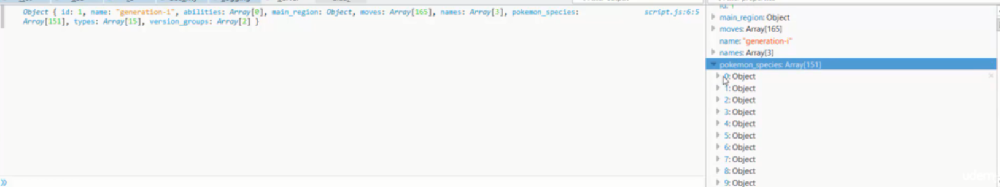 Object { id: 1, name: "generation-i", abilities: Array[0], main_region: Object, moves: Array[165], names: Array[3], pokemon_species: script.js:6:5
Array[151], types: Array[15], version_groups: Array[2] }
main_region: Object
moves: Array[165]
name: "generation-i"
names: Array[3]
pokemon_species: Array[151]
0: Object
1: Object
2: Object
3: Object
4: Object
5: Object
6: Object
7: Object
8: Object
9: Object
»